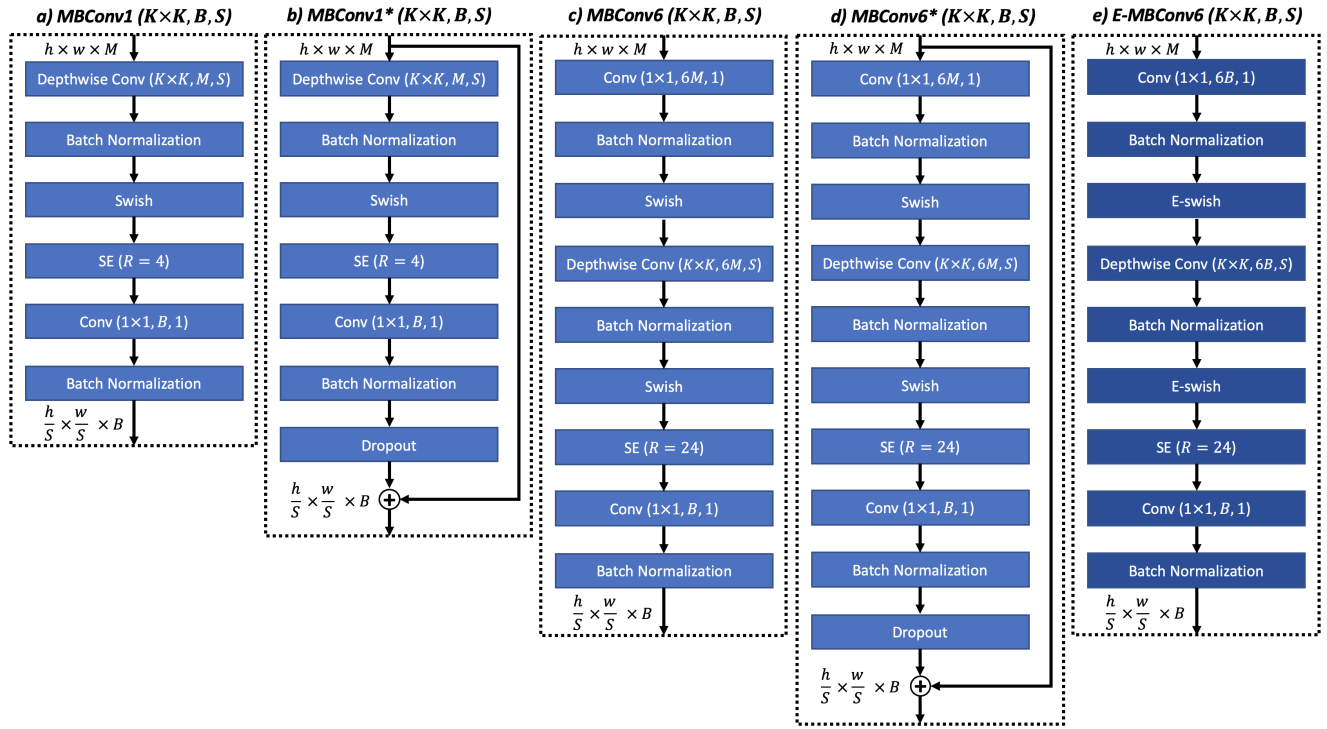 a) MBConv1 (K×K, B, S)
h × w × M
Depthwise Conv (K×K, M, S)
Batch Normalization
Swish
SE (R = 4)
Conv (1×1, B, 1)
Batch Normalization
h/S × w/S × B
b) MBConv1* (K×K, B, S)
h × w × M
Depthwise Conv (K×K, M, S)
Batch Normalization
Swish
SE (R = 4)
Conv (1×1, B, 1)
Batch Normalization
Dropout
h/S × w/S × B
+
c) MBConv6 (K×K, B, S)
h × w × M
Conv (1×1, 6M, 1)
Batch Normalization
Swish
Depthwise Conv (K×K, 6M, S)
Batch Normalization
Swish
SE (R = 24)
Conv (1×1, B, 1)
Batch Normalization
h/S × w/S × B
d) MBConv6* (K×K, B, S)
h × w × M
Conv (1×1, 6M, 1)
Batch Normalization
Swish
Depthwise Conv (K×K, 6M, S)
Batch Normalization
Swish
SE (R = 24)
Conv (1×1, B, 1)
Batch Normalization
Dropout
h/S × w/S × B
+
e) E-MBConv6 (K×K, B, S)
h × w × M
Conv (1×1, 6B, 1)
Batch Normalization
E-swish
Depthwise Conv (K×K, 6B, S)
Batch Normalization
E-swish
SE (R = 24)
Conv (1×1, B, 1)
Batch Normalization
h/S × w/S × B